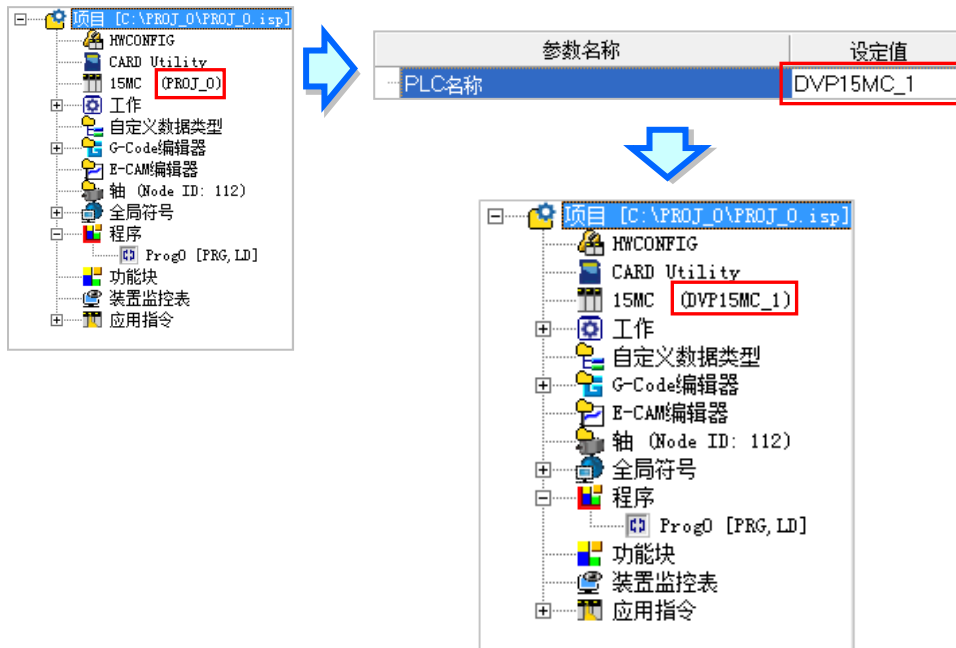 项目 [C:\PROJ_0\PROJ_0.isp]
HWCONFIG
CARD Utility
15MC (PROJ_0)
工作
自定义数据类型
G-Code编辑器
E-CAM编辑器
轴 (Node ID: 112)
全局符号
程序
Prog0 [PRG,LD]
功能块
装置监控表
应用指令
参数名称 设定值
PLC名称 DVP15MC_1
项目 [C:\PROJ_0\PROJ_0.isp]
HWCONFIG
CARD Utility
15MC (DVP15MC_1)
工作
自定义数据类型
G-Code编辑器
E-CAM编辑器
轴 (Node ID: 112)
全局符号
程序
Prog0 [PRG,LD]
功能块
装置监控表
应用指令